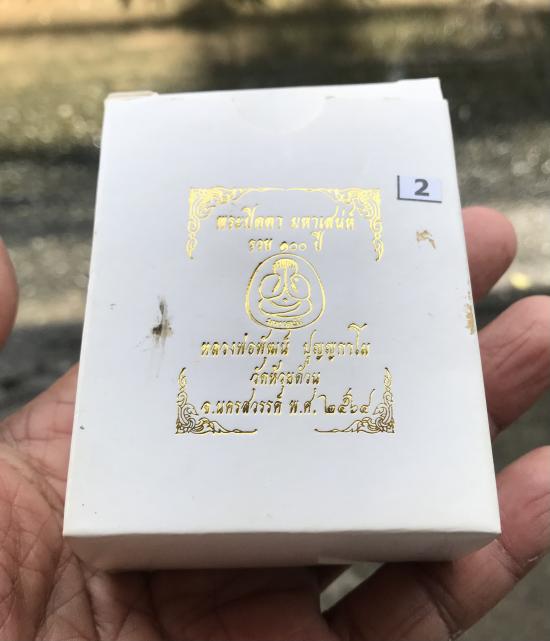 2
พระปิดตา มหาเสน่ห์
รวย ๑๐๐ ปี
หลวงพ่อพัฒน์ ปุญฺญกาโม
วัดห้วยด้วน
จ.นครสวรรค์ พ.ศ.๒๕๖๔